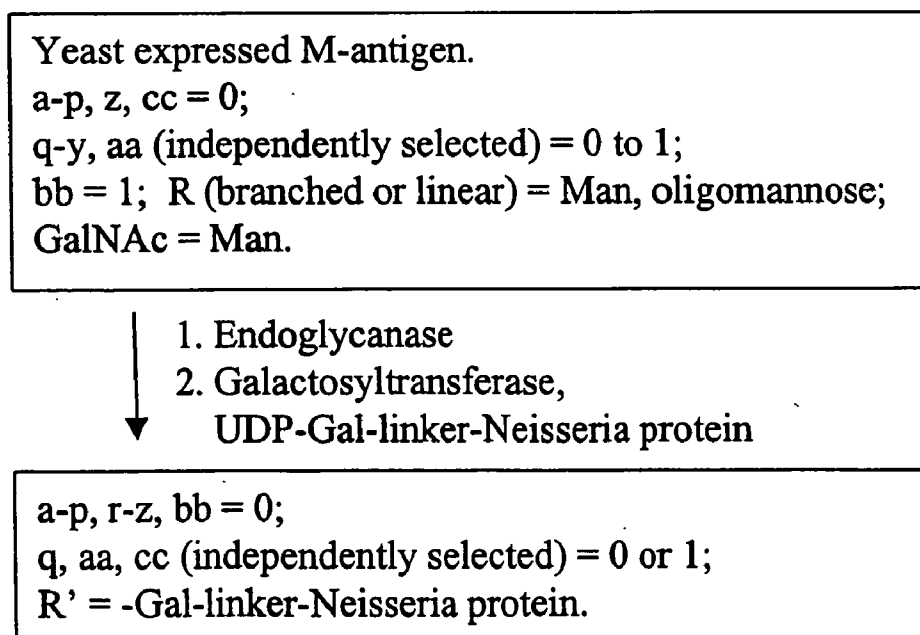 Yeast expressed M-antigen.
a-p, z, cc = 0;
q-y, aa (independently selected) = 0 to 1;
bb = 1; R (branched or linear) = Man, oligomannose;
GalNAc = Man.
1. Endoglycanase
2. Galactosyltransferase,
UDP-Gal-linker-Neisseria protein
a-p, r-z, bb = 0;
q, aa, cc (independently selected) = 0 or 1;
R' = -Gal-linker-Neisseria protein.